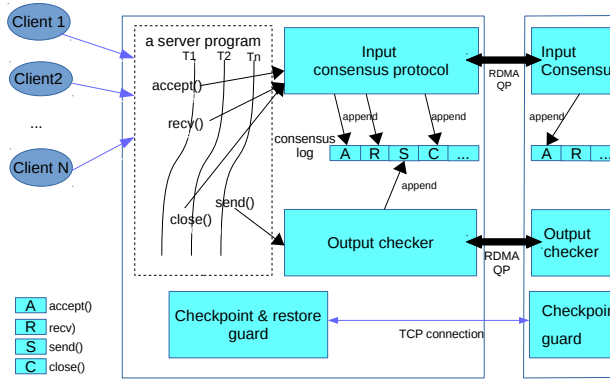 Client 1
Client2
...
Client N
a server program
T1 T2 Tn
accept()
recv()
close()
send()
Input
consensus protocol
append
append
append
consensus
log
A R S C ...
append
Output checker
Checkpoint & restore
guard
RDMA
QP
RDMA
QP
TCP connection
Input
Consensu
A R ...
Output
checker
Checkpoin
guard
A accept()
R recv)
S send()
C close()